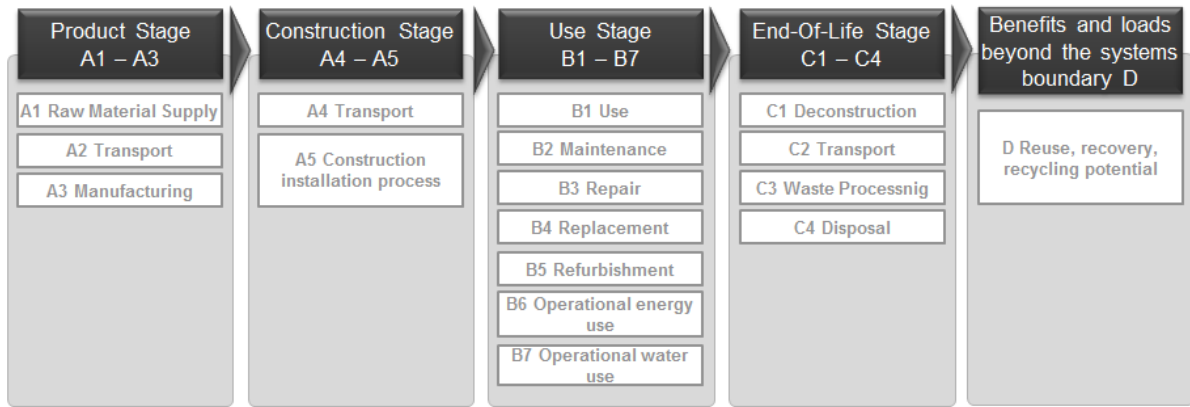 Product Stage
A1 – A3
A1 Raw Material Supply
A2 Transport
A3 Manufacturing
Construction Stage
A4 – A5
A4 Transport
A5 Construction
installation process
Use Stage
B1 – B7
B1 Use
B2 Maintenance
B3 Repair
B4 Replacement
B5 Refurbishment
B6 Operational energy
use
B7 Operational water
use
End-Of-Life Stage
C1 – C4
C1 Deconstruction
C2 Transport
C3 Waste Processnig
C4 Disposal
Benefits and loads
beyond the systems
boundary D
D Reuse, recovery,
recycling potential